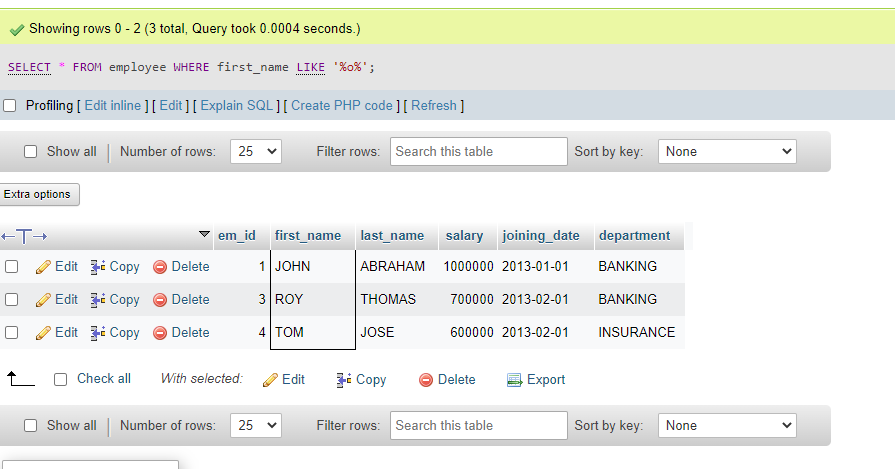 Showing rows 0 - 2 (3 total, Query took 0.0004 seconds.)
SELECT * FROM employee WHERE first_name LIKE '%o%';
Profiling [ Edit inline ] [ Edit ] [ Explain SQL ] [ Create PHP code ] [ Refresh ]
Show all Number of rows: 25 Filter rows: Search this table Sort by key: None
Extra options
em_id first_name last_name salary joining_date department
Edit Copy Delete 1 JOHN ABRAHAM 1000000 2013-01-01 BANKING
Edit Copy Delete 3 ROY THOMAS 700000 2013-02-01 BANKING
Edit Copy Delete 4 TOM JOSE 600000 2013-02-01 INSURANCE
Check all With selected: Edit Copy Delete Export
Show all Number of rows: 25 Filter rows: Search this table Sort by key: None